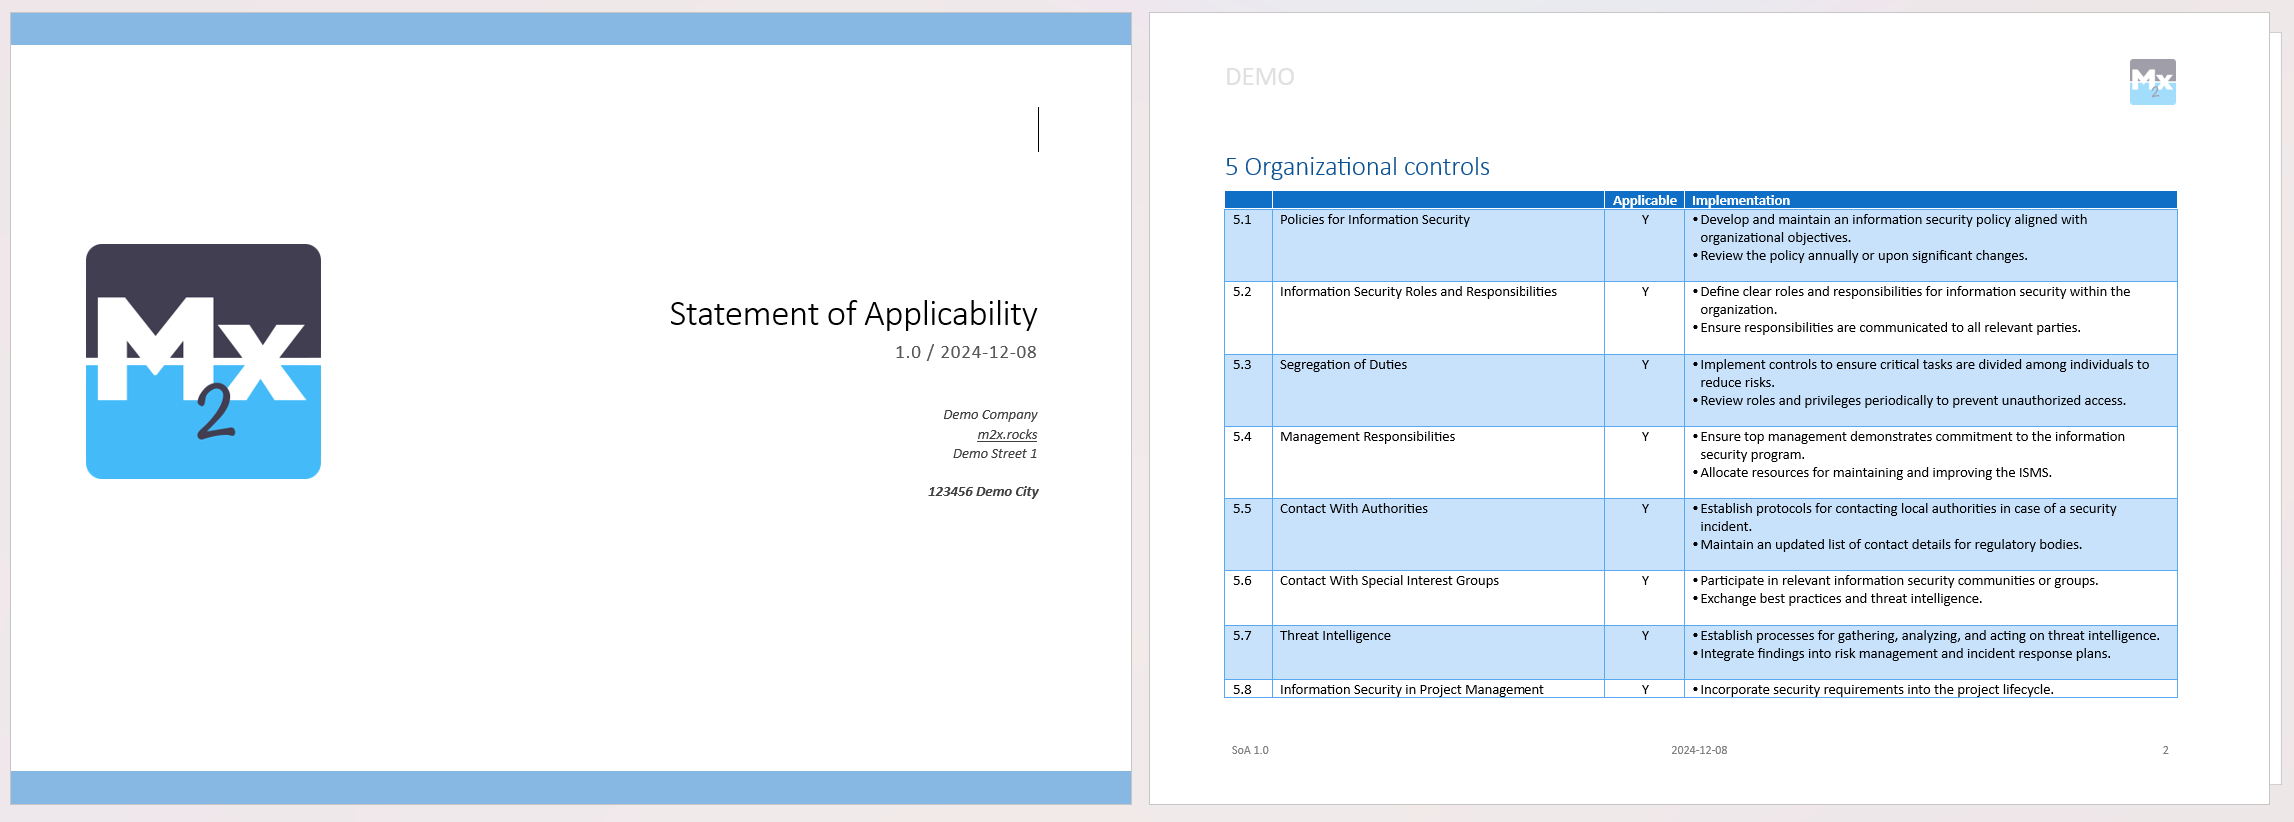 Mx
2
Statement of Applicability
1.0 / 2024-12-08
Demo Company
m2x.rocks
Demo Street 1
123456 Demo City
DEMO
Mx
2
5 Organizational controls
Applicable Implementation
5.1 Policies for Information Security Y • Develop and maintain an information security policy aligned with
organizational objectives.
• Review the policy annually or upon significant changes.
5.2 Information Security Roles and Responsibilities Y • Define clear roles and responsibilities for information security within the
organization.
• Ensure responsibilities are communicated to all relevant parties.
5.3 Segregation of Duties Y • Implement controls to ensure critical tasks are divided among individuals to
reduce risks.
• Review roles and privileges periodically to prevent unauthorized access.
5.4 Management Responsibilities Y • Ensure top management demonstrates commitment to the information
security program.
• Allocate resources for maintaining and improving the ISMS.
5.5 Contact With Authorities Y • Establish protocols for contacting local authorities in case of a security
incident.
• Maintain an updated list of contact details for regulatory bodies.
5.6 Contact With Special Interest Groups Y • Participate in relevant information security communities or groups.
• Exchange best practices and threat intelligence.
5.7 Threat Intelligence Y • Establish processes for gathering, analyzing, and acting on threat intelligence.
• Integrate findings into risk management and incident response plans.
5.8 Information Security in Project Management Y • Incorporate security requirements into the project lifecycle.
SoA 1.0 2024-12-08 2